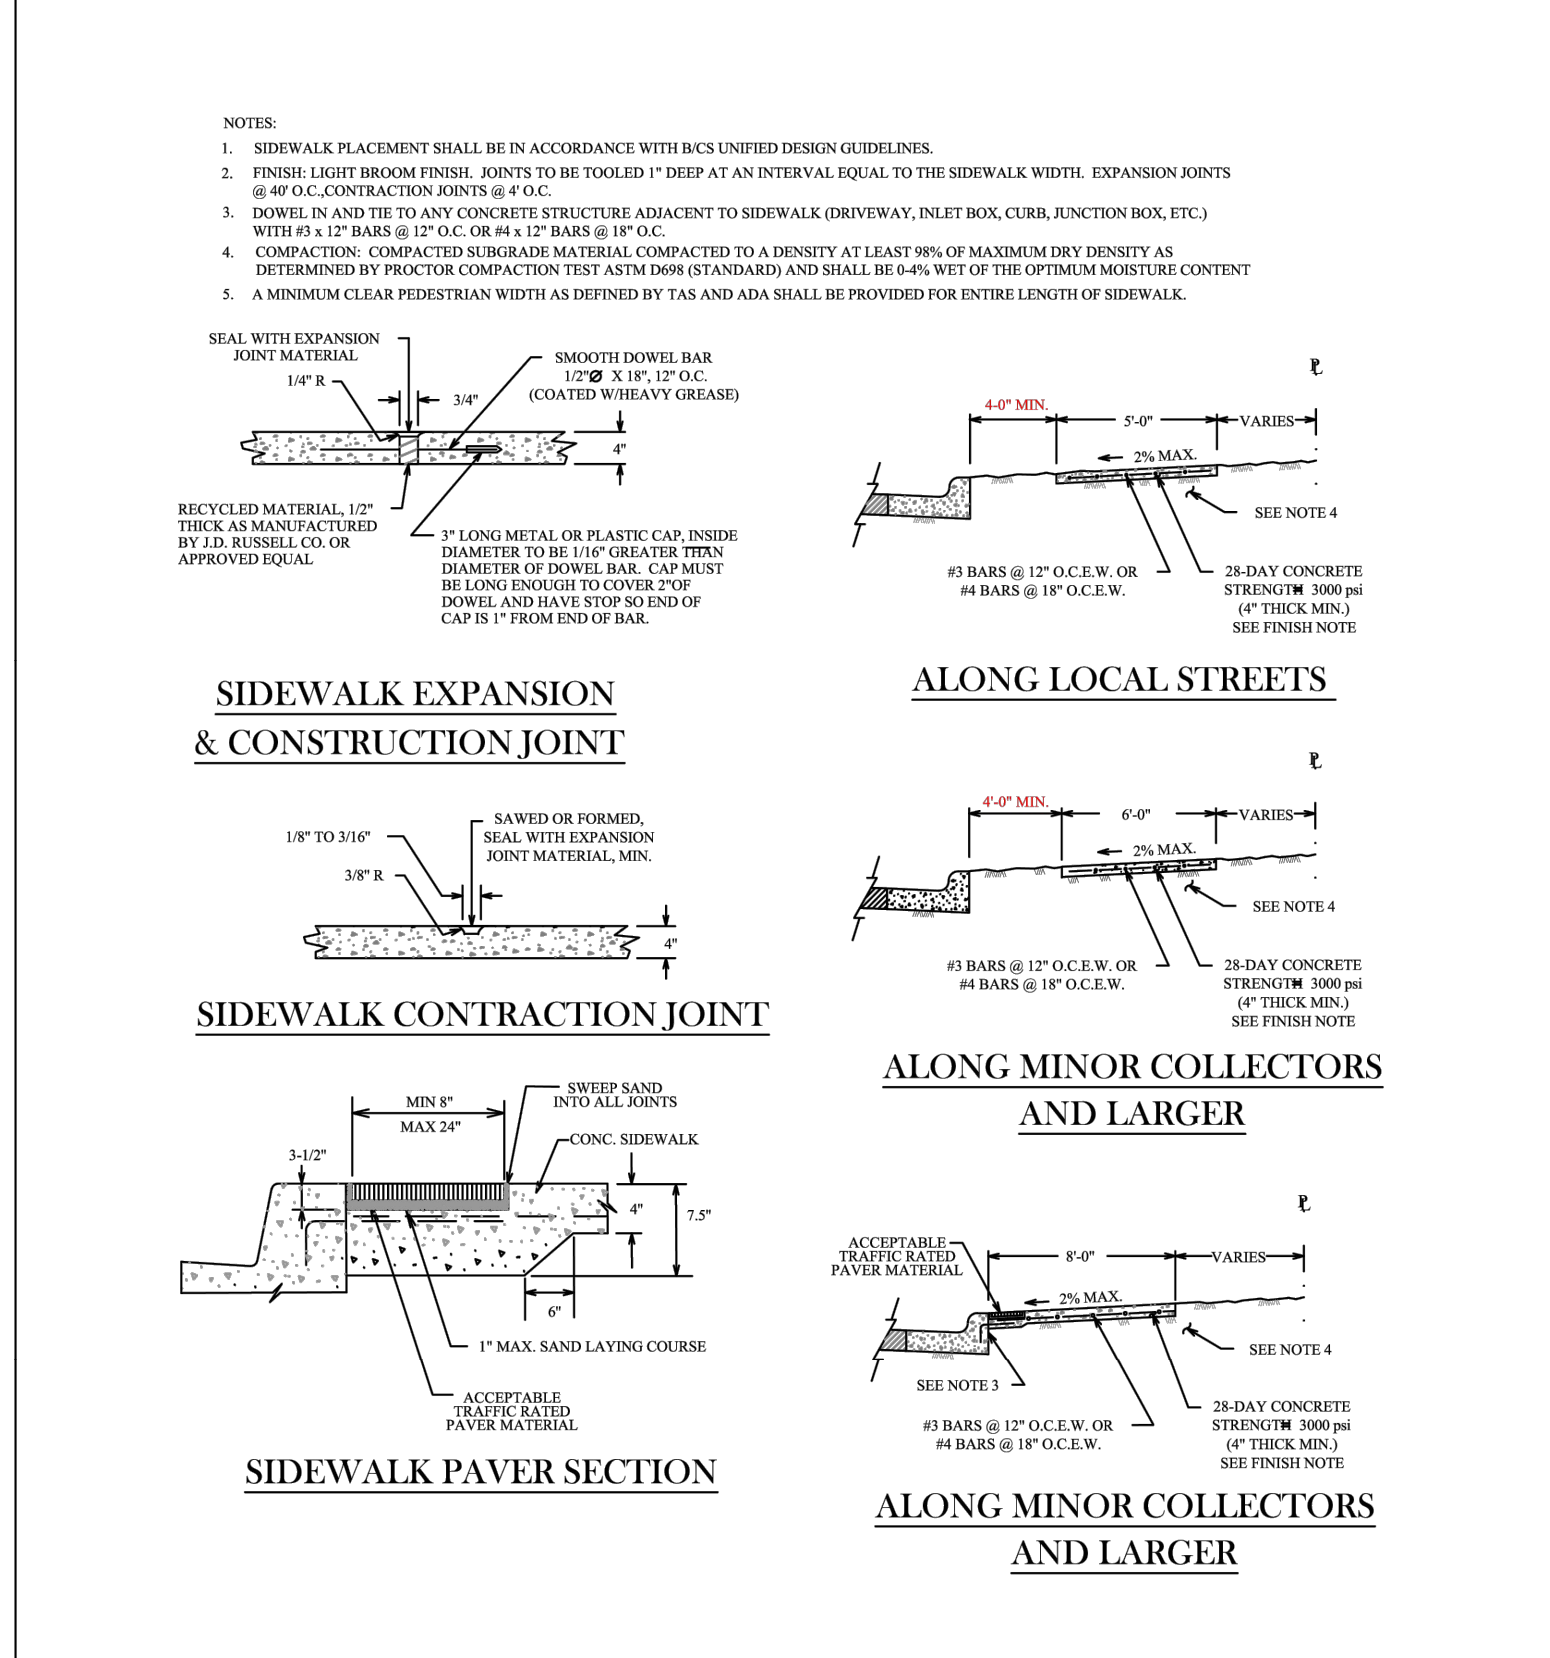 NOTES:
1. SIDEWALK PLACEMENT SHALL BE IN ACCORDANCE WITH B/CS UNIFIED DESIGN GUIDELINES.
2. FINISH: LIGHT BROOM FINISH. JOINTS TO BE TOOLED 1" DEEP AT AN INTERVAL EQUAL TO THE SIDEWALK WIDTH. EXPANSION JOINTS
@ 40' O.C.,CONTRACTION JOINTS @ 4' O.C.
3. DOWEL IN AND TIE TO ANY CONCRETE STRUCTURE ADJACENT TO SIDEWALK (DRIVEWAY, INLET BOX, CURB, JUNCTION BOX, ETC.)
WITH #3 x 12" BARS @ 12" O.C. OR #4 x 12" BARS @ 18" O.C.
4. COMPACTION: COMPACTED SUBGRADE MATERIAL COMPACTED TO A DENSITY AT LEAST 98% OF MAXIMUM DRY DENSITY AS
DETERMINED BY PROCTOR COMPACTION TEST ASTM D698 (STANDARD) AND SHALL BE 0-4% WET OF THE OPTIMUM MOISTURE CONTENT
5. A MINIMUM CLEAR PEDESTRIAN WIDTH AS DEFINED BY TAS AND ADA SHALL BE PROVIDED FOR ENTIRE LENGTH OF SIDEWALK.
SEAL WITH EXPANSION
JOINT MATERIAL
1/4" R
3/4"
SMOOTH DOWEL BAR
1/2"Ø X 18", 12" O.C.
(COATED W/HEAVY GREASE)
4"
RECYCLED MATERIAL, 1/2"
THICK AS MANUFACTURED
BY J.D. RUSSELL CO. OR
APPROVED EQUAL
3" LONG METAL OR PLASTIC CAP, INSIDE
DIAMETER TO BE 1/16" GREATER THAN
DIAMETER OF DOWEL BAR. CAP MUST
BE LONG ENOUGH TO COVER 2"OF
DOWEL AND HAVE STOP SO END OF
CAP IS 1" FROM END OF BAR.
SIDEWALK EXPANSION
& CONSTRUCTION JOINT
PL
4-0" MIN.
5'-0"
VARIES
2% MAX.
SEE NOTE 4
#3 BARS @ 12" O.C.E.W. OR
#4 BARS @ 18" O.C.E.W.
28-DAY CONCRETE
STRENGTH 3000 psi
(4" THICK MIN.)
SEE FINISH NOTE
ALONG LOCAL STREETS
1/8" TO 3/16"
3/8" R
SAWED OR FORMED,
SEAL WITH EXPANSION
JOINT MATERIAL, MIN.
4"
SIDEWALK CONTRACTION JOINT
PL
4'-0" MIN.
6'-0"
VARIES
2% MAX.
SEE NOTE 4
#3 BARS @ 12" O.C.E.W. OR
#4 BARS @ 18" O.C.E.W.
28-DAY CONCRETE
STRENGTH 3000 psi
(4" THICK MIN.)
SEE FINISH NOTE
ALONG MINOR COLLECTORS
AND LARGER
MIN 8"
MAX 24"
SWEEP SAND
INTO ALL JOINTS
CONC. SIDEWALK
3-1/2"
4"
7.5"
6"
1" MAX. SAND LAYING COURSE
ACCEPTABLE
TRAFFIC RATED
PAVER MATERIAL
SIDEWALK PAVER SECTION
PL
ACCEPTABLE
TRAFFIC RATED
PAVER MATERIAL
8'-0"
VARIES
2% MAX.
SEE NOTE 4
SEE NOTE 3
#3 BARS @ 12" O.C.E.W. OR
#4 BARS @ 18" O.C.E.W.
28-DAY CONCRETE
STRENGTH 3000 psi
(4" THICK MIN.)
SEE FINISH NOTE
ALONG MINOR COLLECTORS
AND LARGER